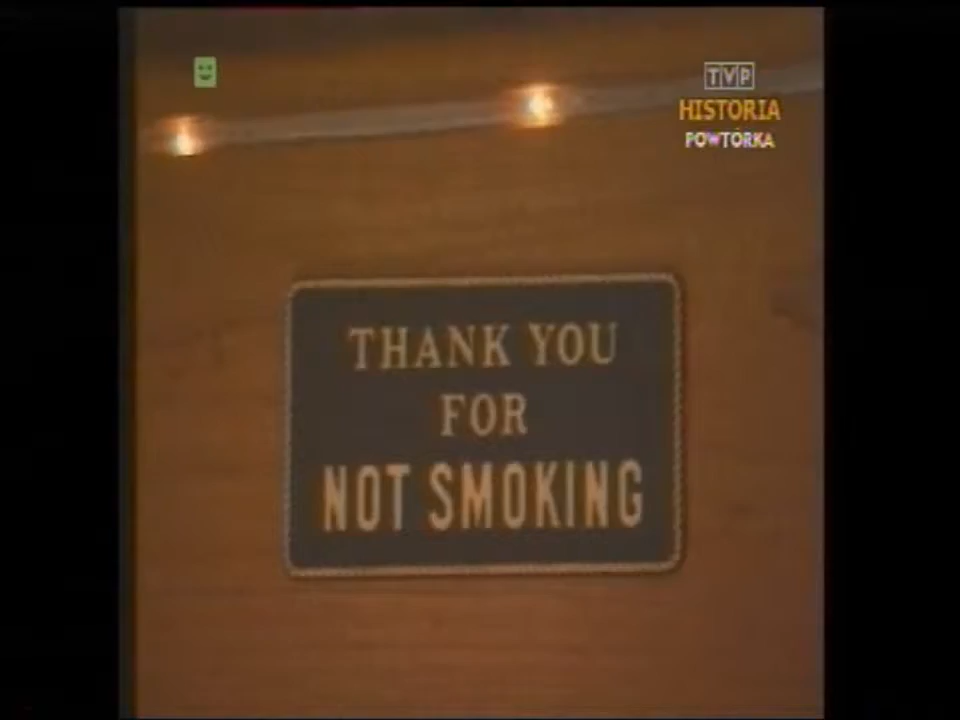 TVP
HISTORIA
POWTÓRKA
THANK YOU
FOR
NOT SMOKING